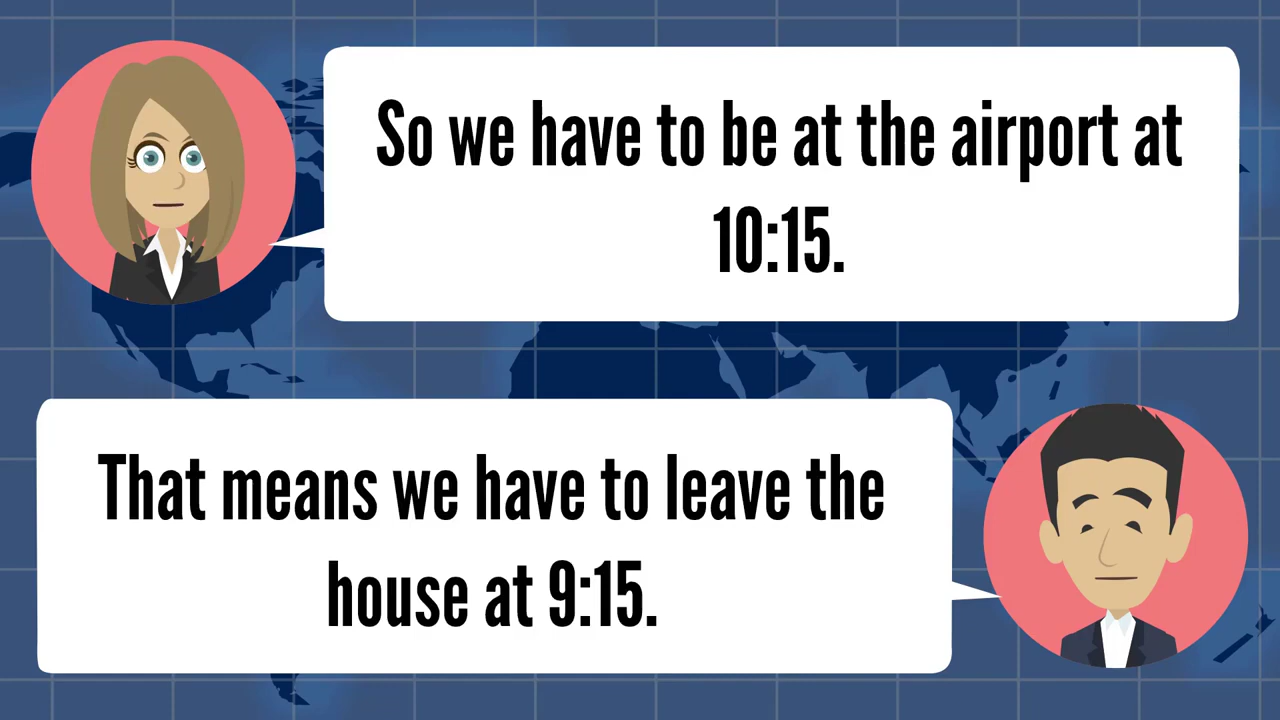 So we have to be at the airport at
10:15.
That means we have to leave the
house at 9:15.